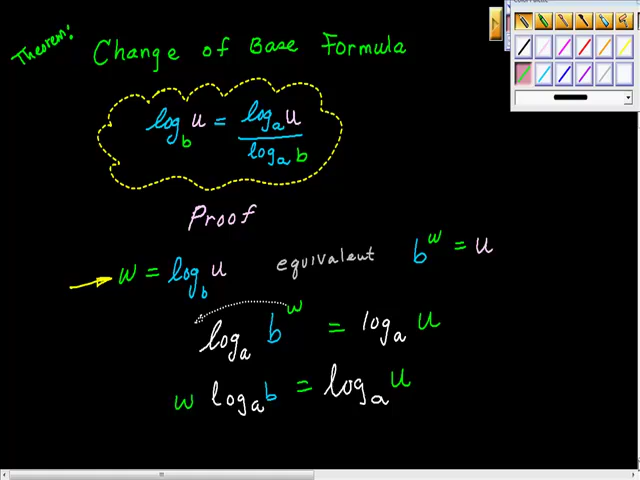 Theorem: Change of Base Formula
log_b u = log_a u / log_a b
Proof
w = log_b u equivalent b^w = u
log_a b^w = log_a u
w log_a b = log_a u